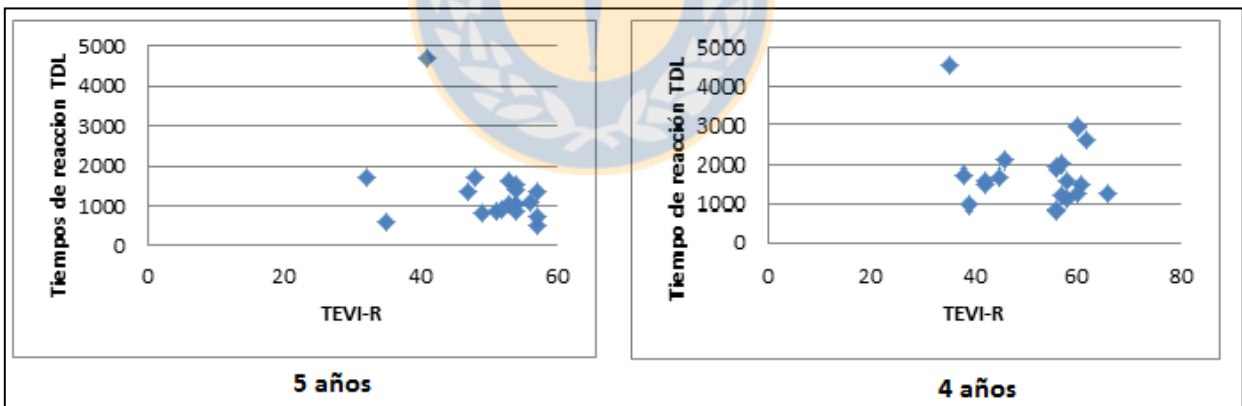 Tiempos de reaccion TDL
5000
4000
3000
2000
1000
0
0 20 40 60
TEVI-R
5 años
Tiempo de reacción TDL
5000
4000
3000
2000
1000
0
0 20 40 60 80
TEVI-R
4 años